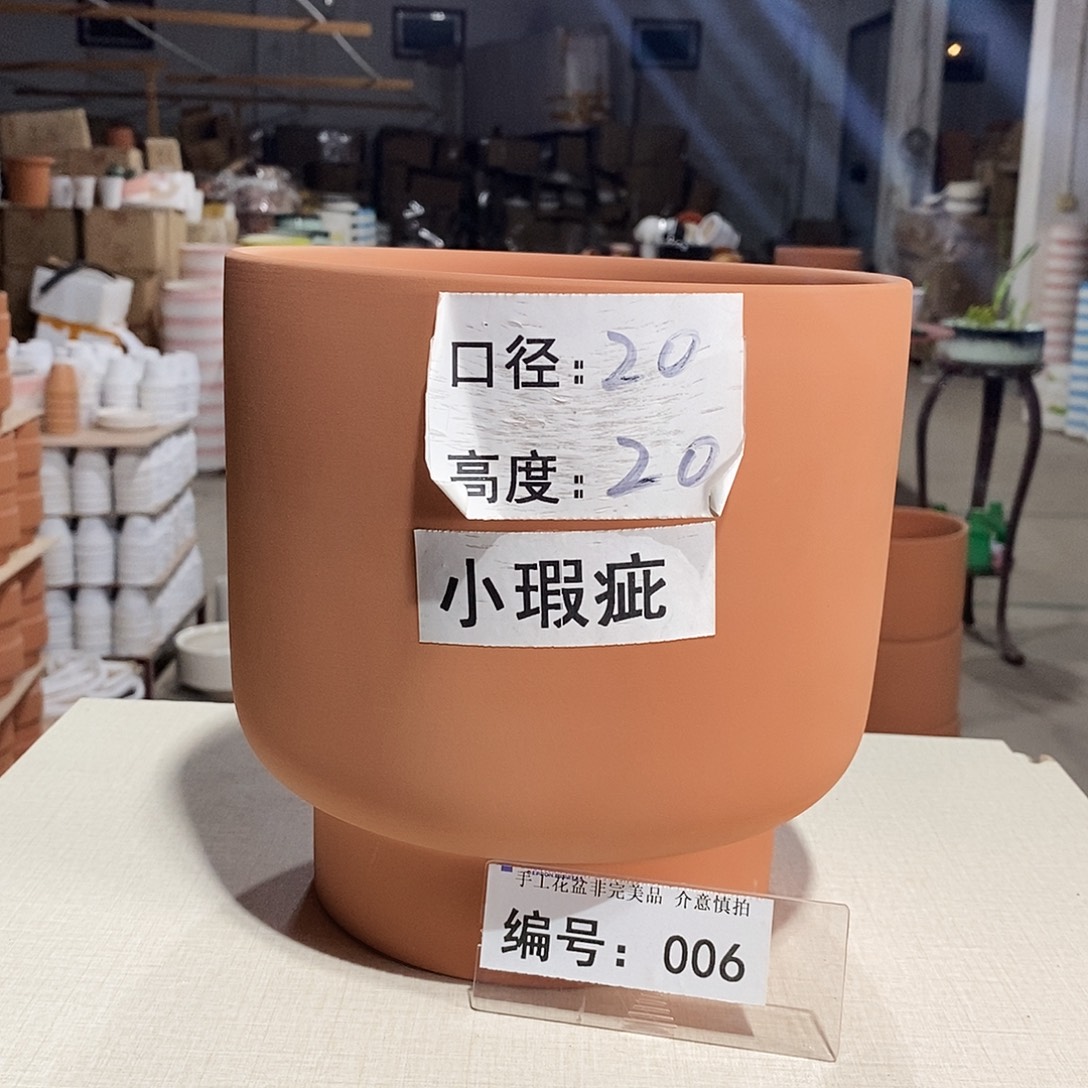 口径：20
高度：20
小瑕疵
手工花盆非完美品 介意慎拍
编号：006